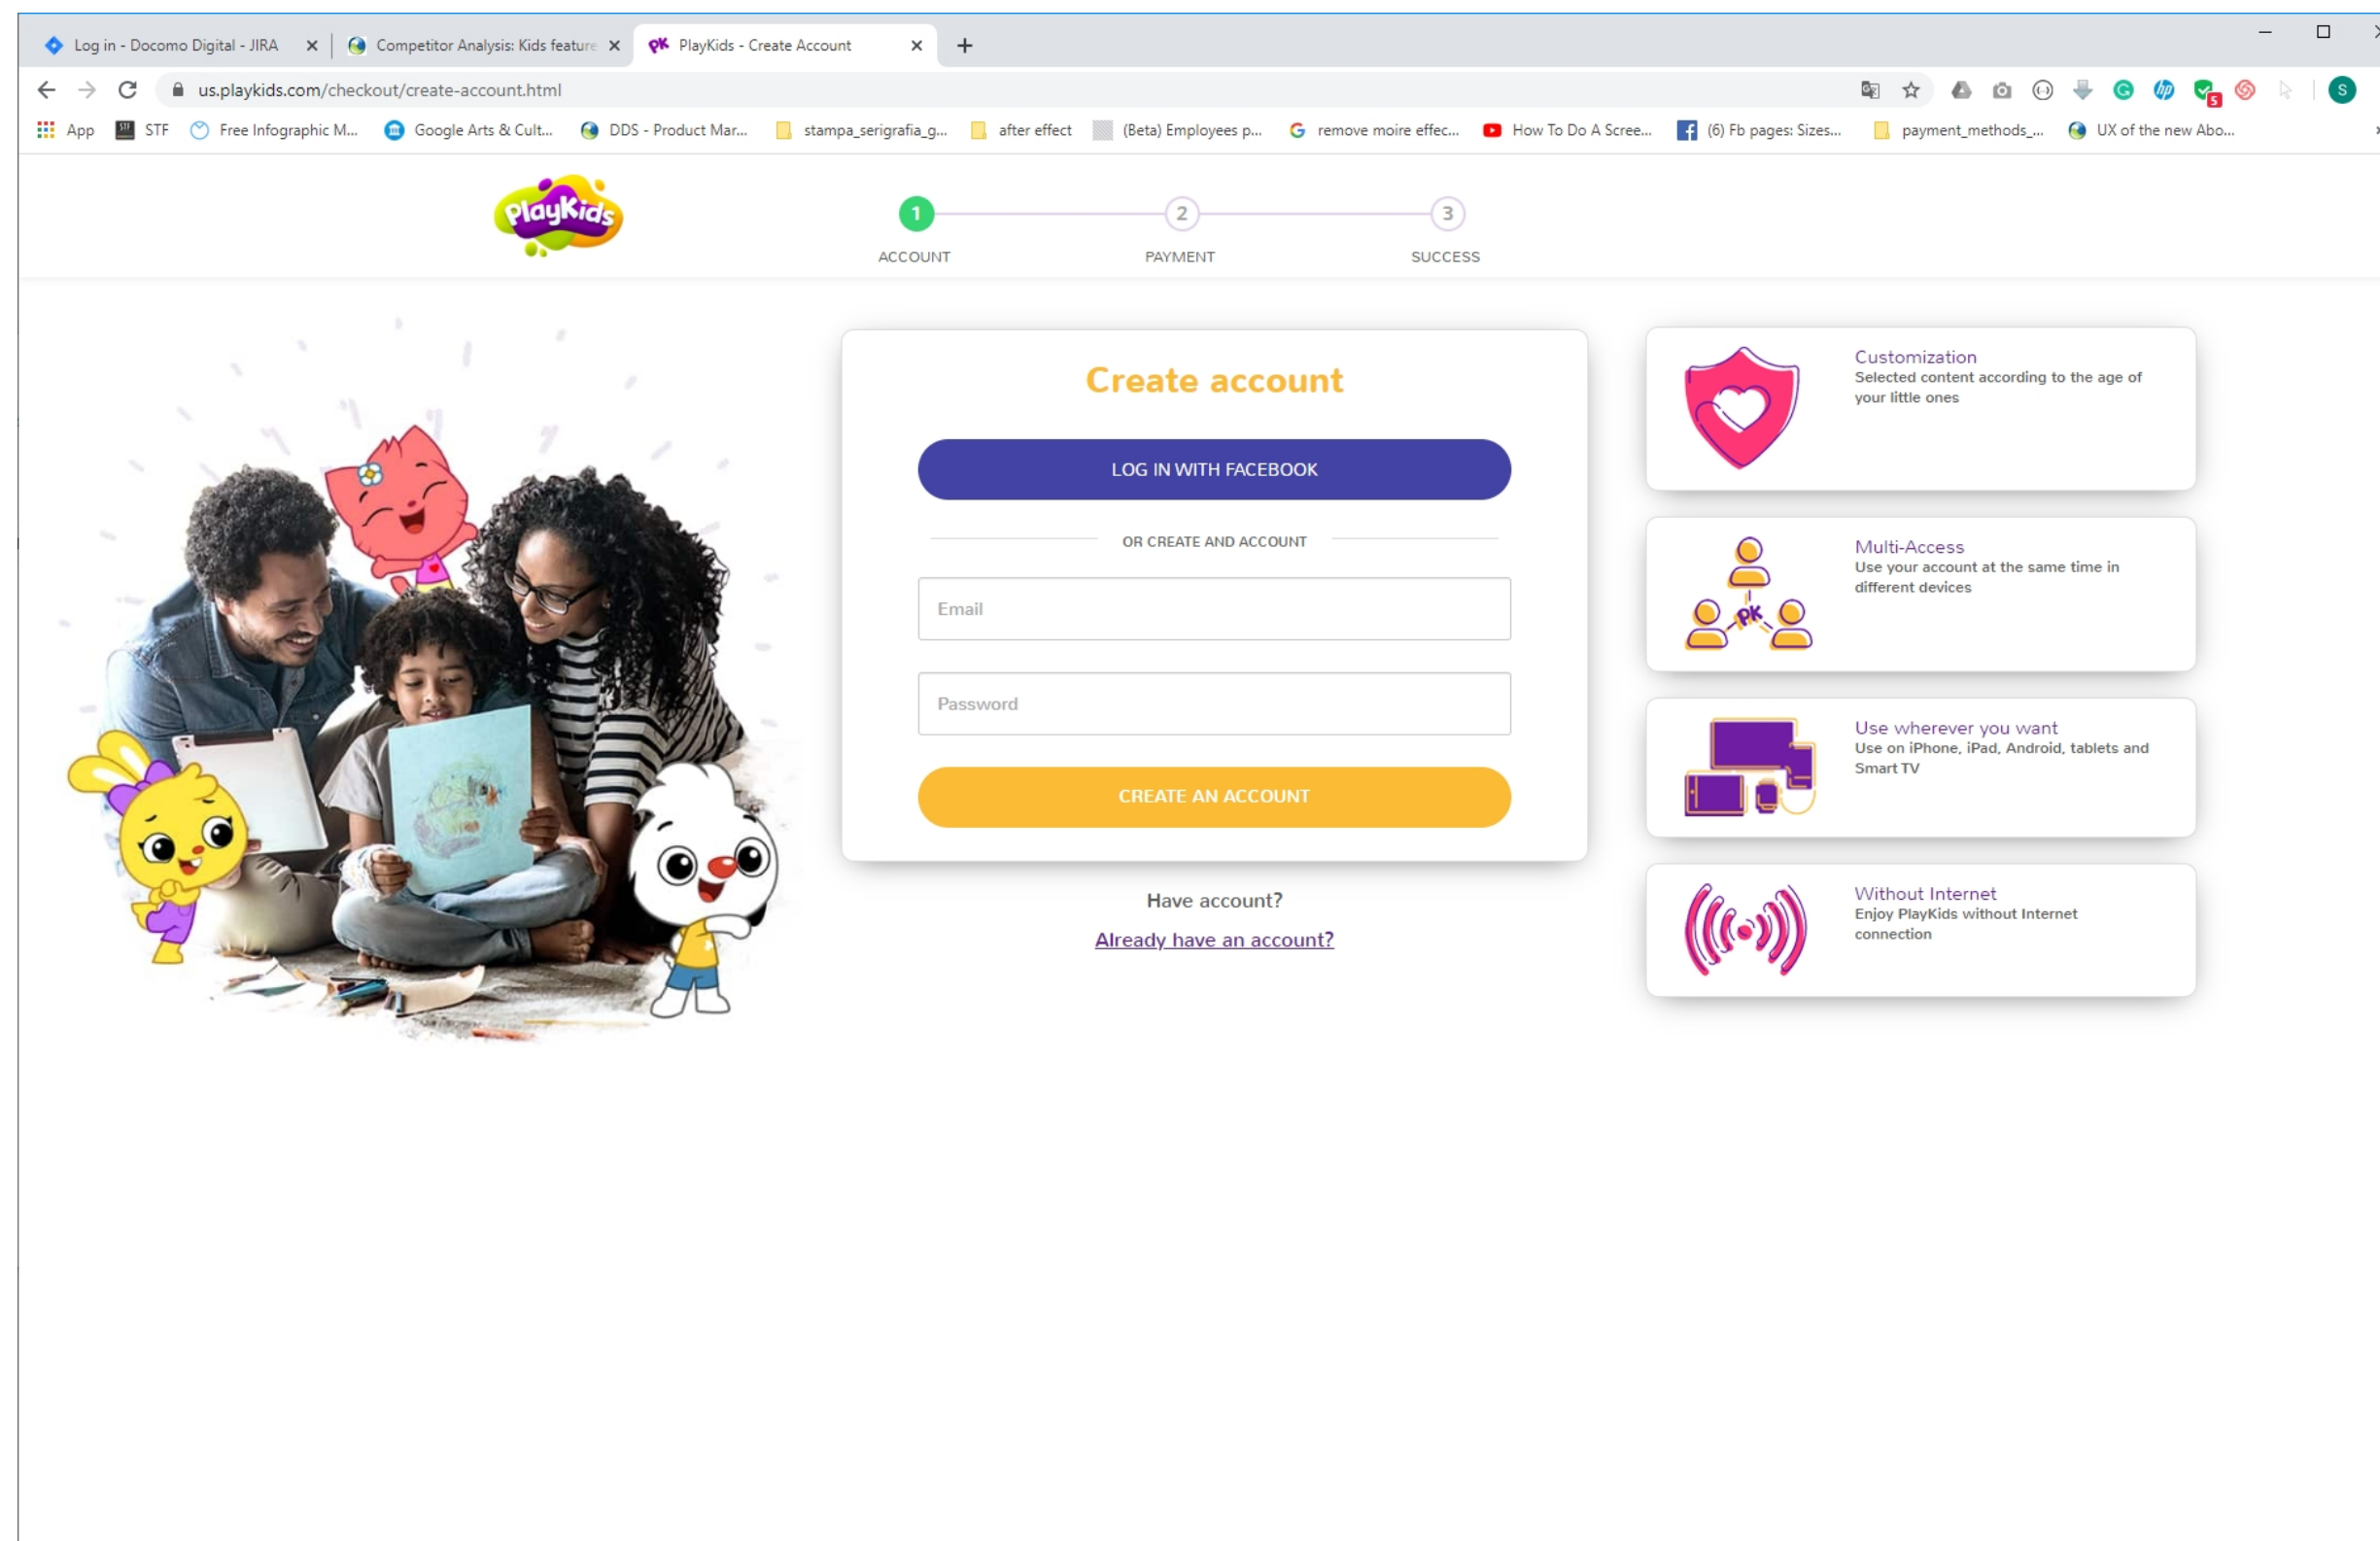 Log in - Docomo Digital - JIRA
Competitor Analysis: Kids feature
PK PlayKids - Create Account
us.playkids.com/checkout/create-account.html
S
5
App
STF STF
Free Infographic M...
Google Arts & Cult...
DDS - Product Mar...
stampa_serigrafia_g...
after effect
(Beta) Employees p...
G remove moire effec...
How To Do A Scree...
(6) Fb pages: Sizes...
payment_methods_...
UX of the new Abo...
PlayKids
1
2
3
ACCOUNT
PAYMENT
SUCCESS
Create account
LOG IN WITH FACEBOOK
OR CREATE AND ACCOUNT
Email
Password
CREATE AN ACCOUNT
Have account?
Already have an account?
Customization
Selected content according to the age of
your little ones
Multi-Access
Use your account at the same time in
different devices
PK
Use wherever you want
Use on iPhone, iPad, Android, tablets and
Smart TV
Without Internet
Enjoy PlayKids without Internet
connection